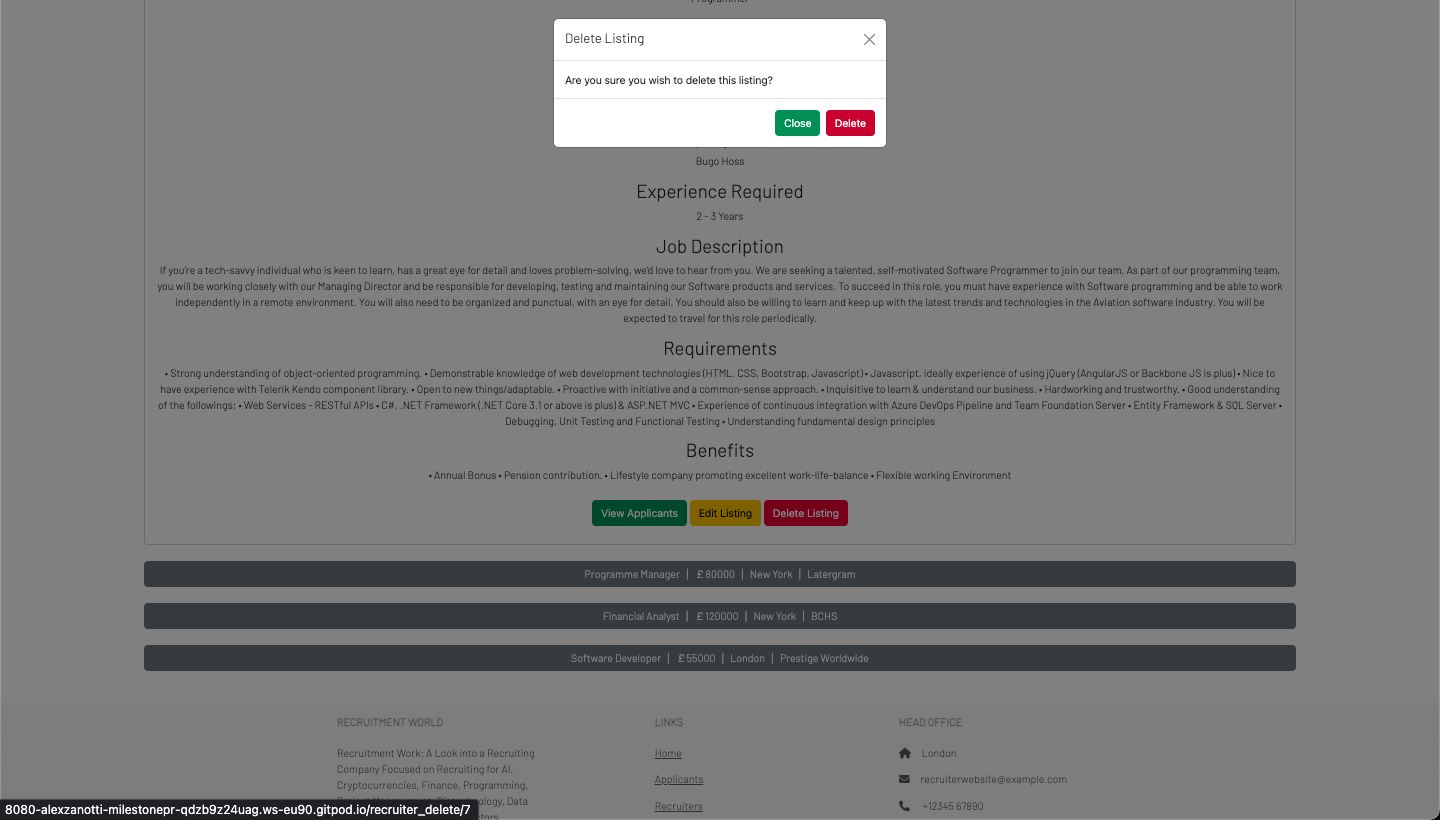 Programmer
Delete Listing
Are you sure you wish to delete this listing?
Close Delete
Bugo Hoss
Experience Required
2 - 3 Years
Job Description
If you're a tech-savvy individual who is keen to learn, has a great eye for detail and loves problem-solving, we'd love to hear from you. We are seeking a talented, self-motivated Software Programmer to join our team. As part of our programming team,
you will be working closely with our Managing Director and be responsible for developing, testing and maintaining our Software products and services. To succeed in this role, you must have experience with Software programming and be able to work
independently in a remote environment. You will also need to be organized and punctual, with an eye for detail. You should also be willing to learn and keep up with the latest trends and technologies in the Aviation software industry. You will be
expected to travel for this role periodically.
Requirements
• Strong understanding of object-oriented programming. • Demonstrable knowledge of web development technologies (HTML, CSS, Bootstrap, Javascript) • Javascript, ideally experience of using jQuery (AngularJS or Backbone JS is plus) • Nice to
have experience with Telerik Kendo component library. • Open to new things/adaptable. • Proactive with initiative and a common-sense approach. • Inquisitive to learn & understand our business. • Hardworking and trustworthy. • Good understanding
of the followings: • Web Services - RESTful APIs • C#, .NET Framework (.NET Core 3.1 or above is plus) & ASP.NET MVC • Experience of continuous integration with Azure DevOps Pipeline and Team Foundation Server • Entity Framework & SQL Server •
Debugging, Unit Testing and Functional Testing • Understanding fundamental design principles
Benefits
• Annual Bonus • Pension contribution. • Lifestyle company promoting excellent work-life-balance • Flexible working Environment
View Applicants Edit Listing Delete Listing
Programme Manager | £ 80000 | New York | Latergram
Financial Analyst | £ 120000 | New York | BCHS
Software Developer | £ 55000 | London | Prestige Worldwide
RECRUITMENT WORLD
Recruitment Work: A Look into a Recruiting
Company Focused on Recruiting for AI,
Cryptocurrencies, Finance, Programming,
LINKS
Home
Applicants
Recruiters
HEAD OFFICE
London
recruiterwebsite@example.com
+12345 67890
8080-alexzanotti-milestonepr-qdzb9z24uag.ws-eu90.gitpod.io/recruiter_delete/7